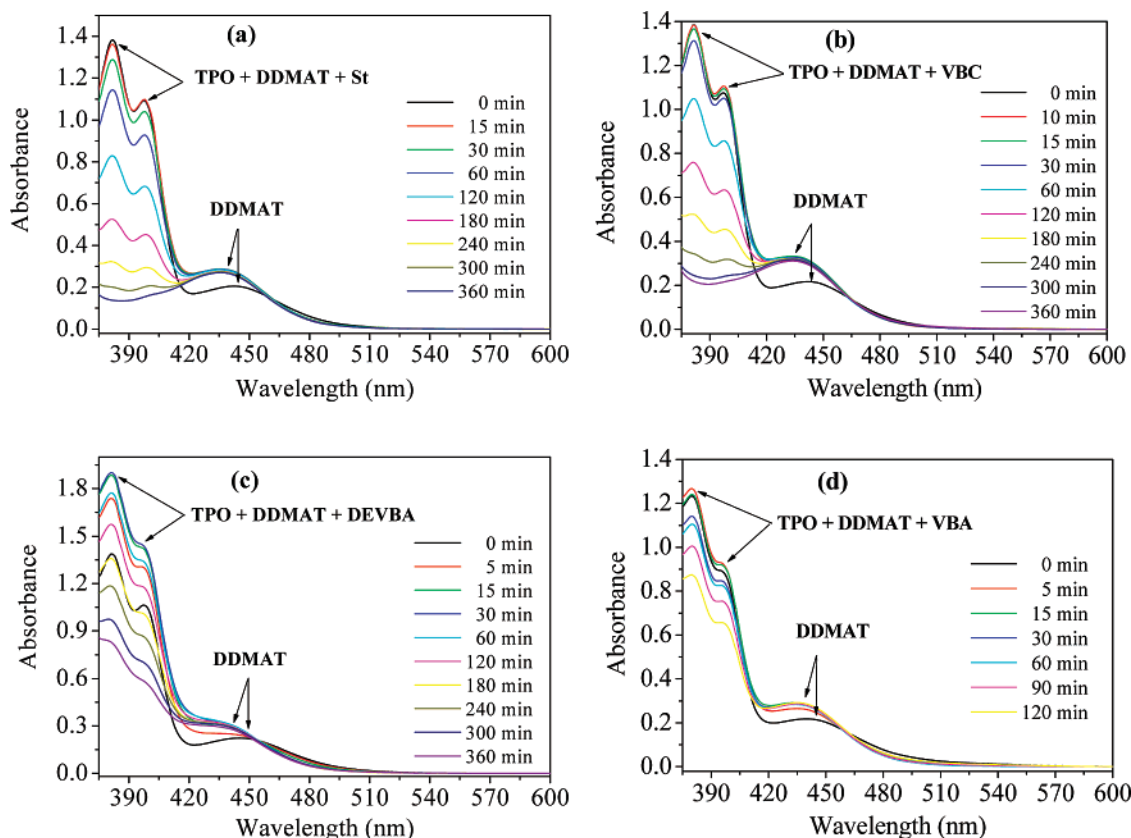 (a)
TPO + DDMAT + St
DDMAT
0 min
15 min
30 min
60 min
120 min
180 min
240 min
300 min
360 min
Absorbance
1.4
1.2
1.0
0.8
0.6
0.4
0.2
0.0
390 420 450 480 510 540 570 600
Wavelength (nm)
(b)
TPO + DDMAT + VBC
DDMAT
0 min
10 min
15 min
30 min
60 min
120 min
180 min
240 min
300 min
360 min
Absorbance
1.4
1.2
1.0
0.8
0.6
0.4
0.2
0.0
390 420 450 480 510 540 570 600
Wavelength (nm)
(c)
TPO + DDMAT + DEVBA
DDMAT
0 min
5 min
15 min
30 min
60 min
120 min
180 min
240 min
300 min
360 min
Absorbance
1.8
1.5
1.2
0.9
0.6
0.3
0.0
390 420 450 480 510 540 570 600
Wavelength (nm)
(d)
TPO + DDMAT + VBA
DDMAT
0 min
5 min
15 min
30 min
60 min
90 min
120 min
Absorbance
1.4
1.2
1.0
0.8
0.6
0.4
0.2
0.0
390 420 450 480 510 540 570 600
Wavelength (nm)